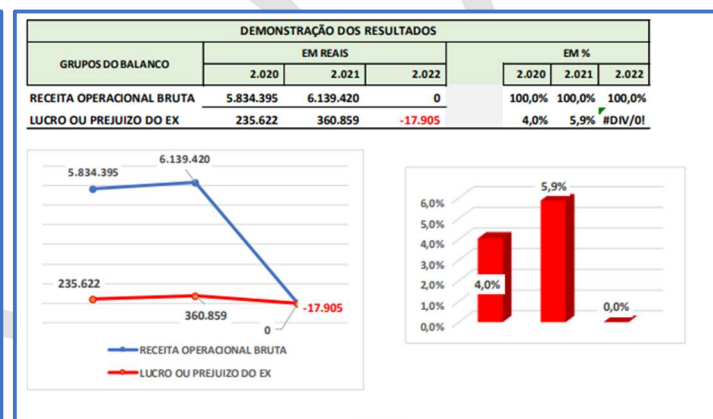 DEMONSTRAÇÃO DOS RESULTADOS
GRUPOS DO BALANCO EM REAIS EM %
2.020 2.021 2.022 2.020 2.021 2.022
RECEITA OPERACIONAL BRUTA 5.834.395 6.139.420 0 100,0% 100,0% 100,0%
LUCRO OU PREJUIZO DO EX 235.622 360.859 -17.905 4,0% 5,9% #DIV/0!
5.834.395
6.139.420
235.622
360.859
-17.905
0
RECEITA OPERACIONAL BRUTA
LUCRO OU PREJUIZO DO EX
6,0%
5,0%
4,0%
3,0%
2,0%
1,0%
0,0%
4,0%
5,9%
0,0%